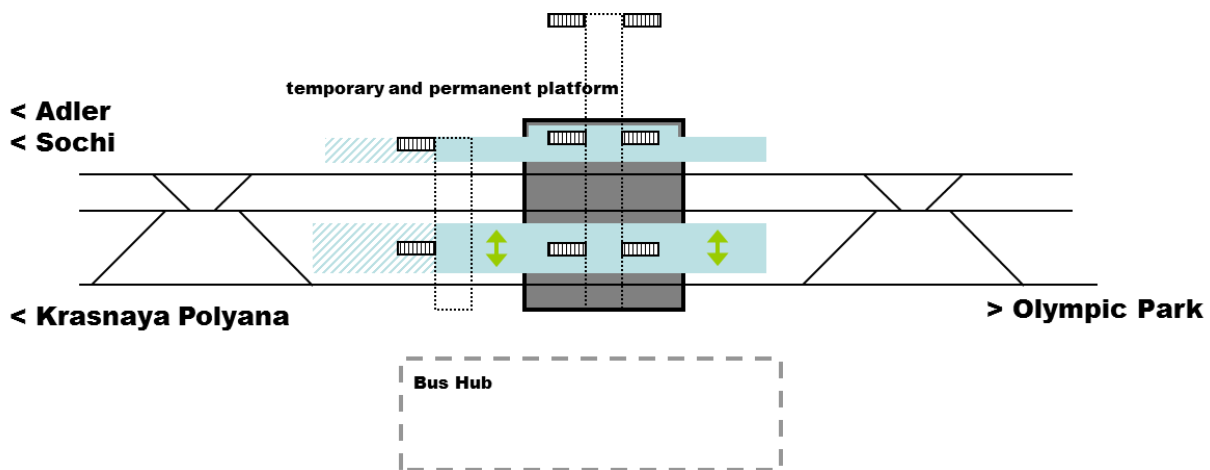 temporary and permanent platform
< Adler
< Sochi
< Krasnaya Polyana
> Olympic Park
Bus Hub